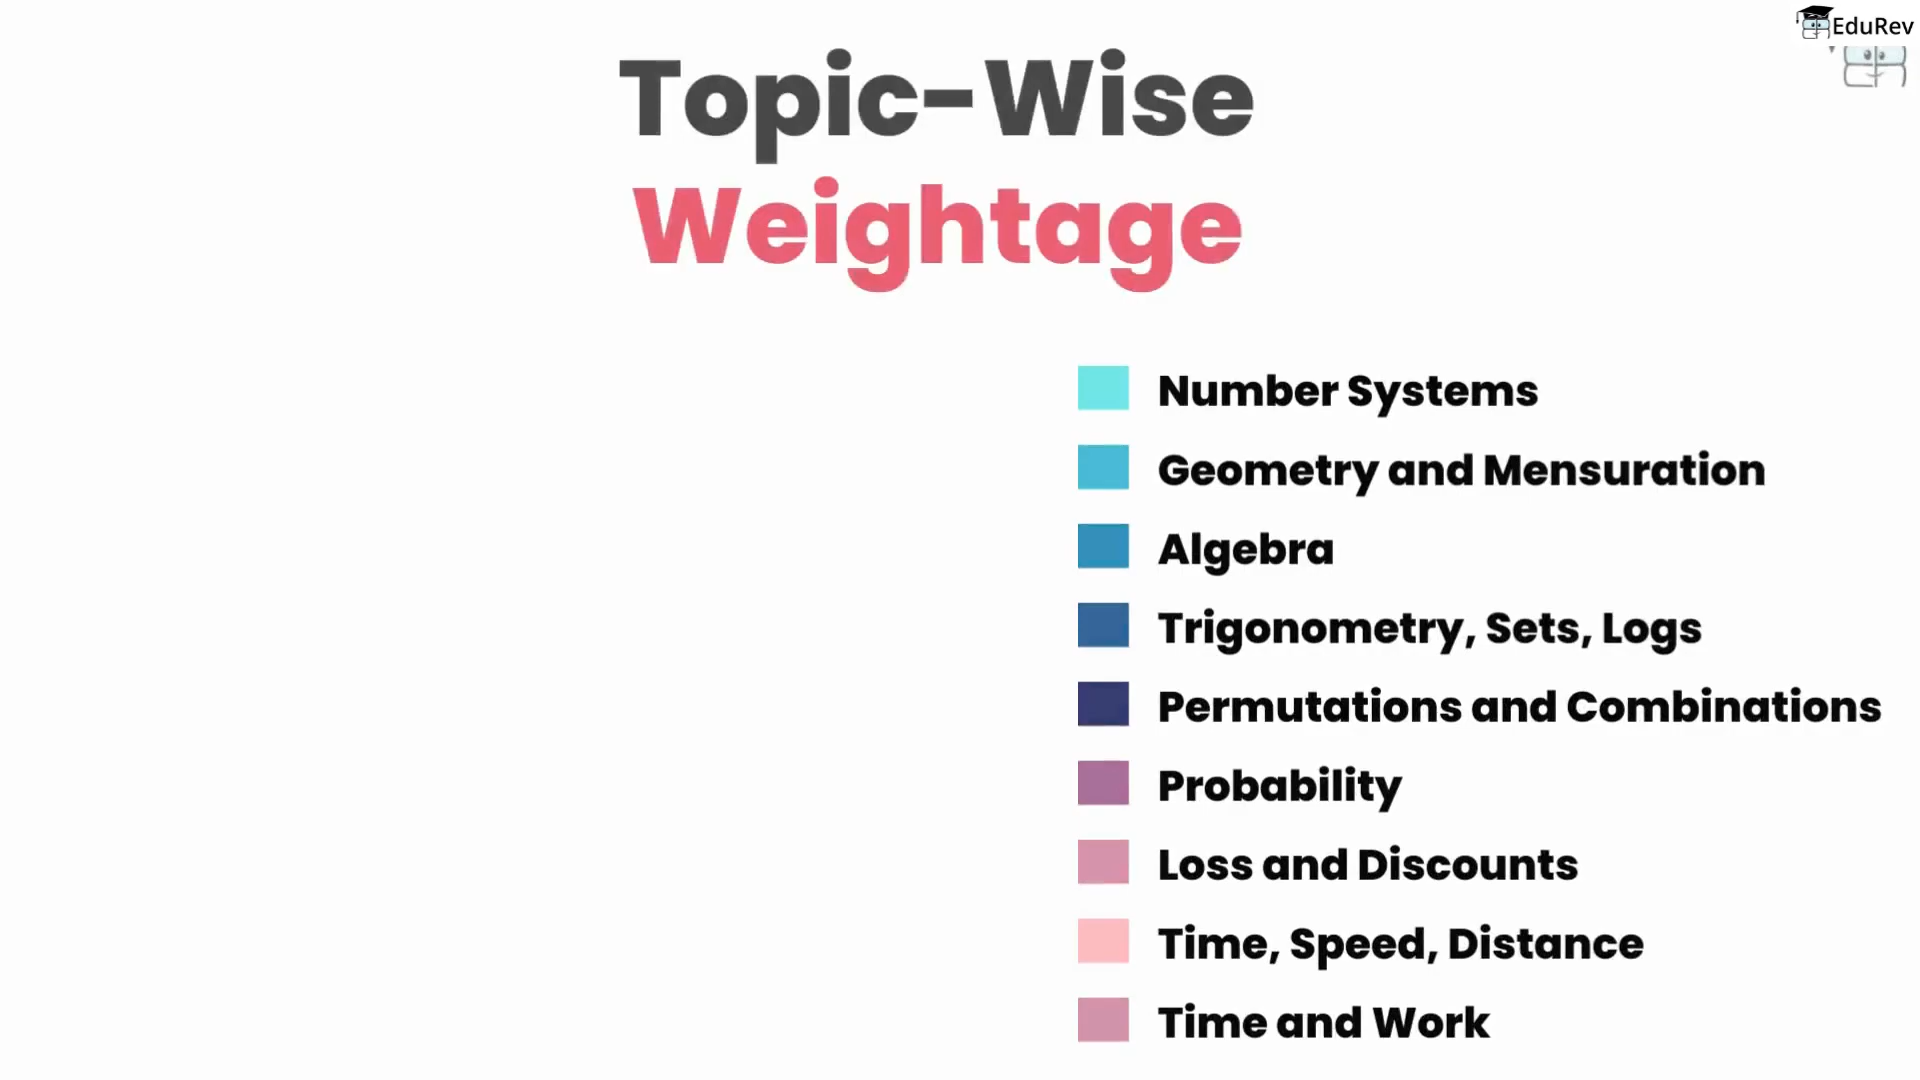 EduRev
Topic-Wise
Weightage
Number Systems
Geometry and Mensuration
Algebra
Trigonometry, Sets, Logs
Permutations and Combinations
Probability
Loss and Discounts
Time, Speed, Distance
Time and Work